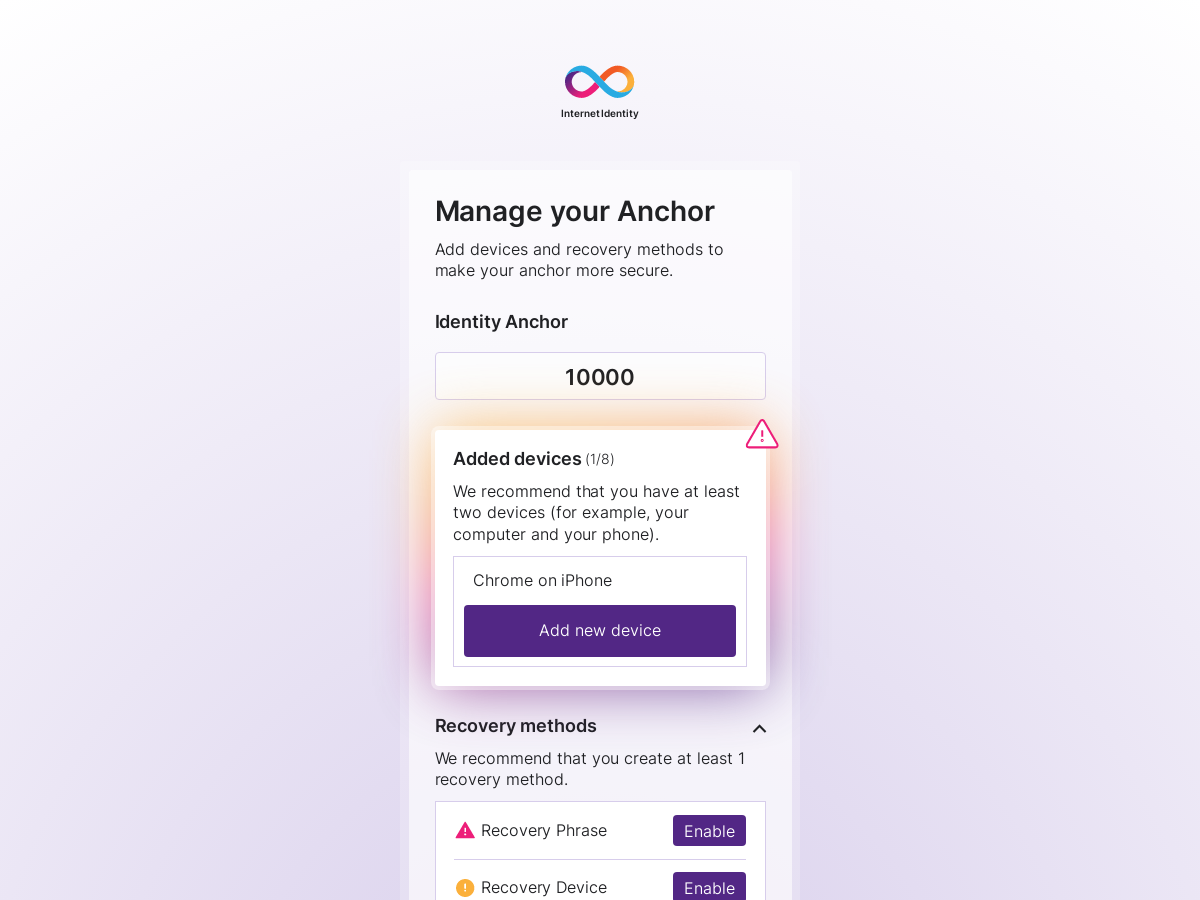 Internet Identity
Manage your Anchor
Add devices and recovery methods to
make your anchor more secure.
Identity Anchor
10000
Added devices (1/8)
We recommend that you have at least
two devices (for example, your
computer and your phone).
Chrome on iPhone
Add new device
Recovery methods
We recommend that you create at least 1
recovery method.
Recovery Phrase Enable
Recovery Device Enable